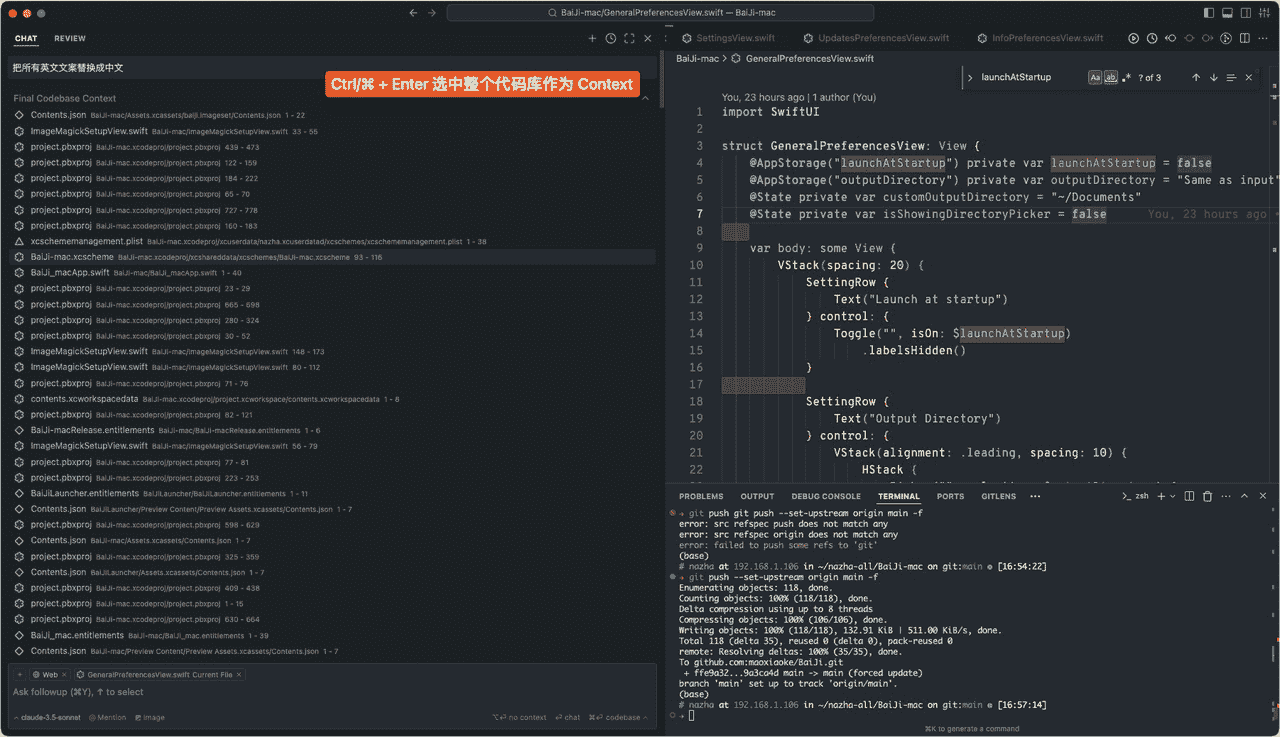 BaiJi-mac/GeneralPreferencesView.swift — BaiJi-mac
CHAT REVIEW
把所有英文文案替换成中文
Ctrl/⌘ + Enter 选中整个代码库作为 Context
Final Codebase Context
Contents.json BaiJi-mac/Assets.xcassets/baiji.imageset/Contents.json 1 - 22
ImageMagickSetupView.swift BaiJi-mac/ImageMagickSetupView.swift 33 - 55
project.pbxproj BaiJi-mac.xcodeproj/project.pbxproj 439 - 473
project.pbxproj BaiJi-mac.xcodeproj/project.pbxproj 122 - 159
project.pbxproj BaiJi-mac.xcodeproj/project.pbxproj 184 - 222
project.pbxproj BaiJi-mac.xcodeproj/project.pbxproj 65 - 70
project.pbxproj BaiJi-mac.xcodeproj/project.pbxproj 727 - 778
project.pbxproj BaiJi-mac.xcodeproj/project.pbxproj 160 - 183
xcschememanagement.plist BaiJi-mac.xcodeproj/xcuserdata/nazha.xcuserdatad/xcschemes/xcschememanagement.plist 1 - 38
BaiJi-mac.xcscheme BaiJi-mac.xcodeproj/xcshareddata/xcschemes/BaiJi-mac.xcscheme 93 - 116
BaiJi_macApp.swift BaiJi-mac/BaiJi_macApp.swift 1 - 40
project.pbxproj BaiJi-mac.xcodeproj/project.pbxproj 23 - 29
project.pbxproj BaiJi-mac.xcodeproj/project.pbxproj 665 - 698
project.pbxproj BaiJi-mac.xcodeproj/project.pbxproj 280 - 324
project.pbxproj BaiJi-mac.xcodeproj/project.pbxproj 30 - 52
ImageMagickSetupView.swift BaiJi-mac/ImageMagickSetupView.swift 148 - 173
ImageMagickSetupView.swift BaiJi-mac/ImageMagickSetupView.swift 80 - 112
project.pbxproj BaiJi-mac.xcodeproj/project.pbxproj 71 - 76
contents.xcworkspacedata BaiJi-mac.xcodeproj/project.xcworkspace/contents.xcworkspacedata 1 - 8
project.pbxproj BaiJi-mac.xcodeproj/project.pbxproj 82 - 121
BaiJi-macRelease.entitlements BaiJi-mac/BaiJi-macRelease.entitlements 1 - 6
ImageMagickSetupView.swift BaiJi-mac/ImageMagickSetupView.swift 56 - 79
project.pbxproj BaiJi-mac.xcodeproj/project.pbxproj 77 - 81
project.pbxproj BaiJi-mac.xcodeproj/project.pbxproj 223 - 253
BaiJiLauncher.entitlements BaiJiLauncher/BaiJiLauncher.entitlements 1 - 11
Contents.json BaiJiLauncher/Preview Content/Preview Assets.xcassets/Contents.json 1 - 7
project.pbxproj BaiJi-mac.xcodeproj/project.pbxproj 598 - 629
Contents.json BaiJi-mac/Assets.xcassets/Contents.json 1 - 7
project.pbxproj BaiJi-mac.xcodeproj/project.pbxproj 325 - 359
Contents.json BaiJiLauncher/Assets.xcassets/Contents.json 1 - 7
project.pbxproj BaiJi-mac.xcodeproj/project.pbxproj 409 - 438
project.pbxproj BaiJi-mac.xcodeproj/project.pbxproj 1 - 15
project.pbxproj BaiJi-mac.xcodeproj/project.pbxproj 630 - 664
BaiJi_mac.entitlements BaiJi-mac/BaiJi_mac.entitlements 1 - 39
Contents.json BaiJi-mac/Preview Content/Preview Assets.xcassets/Contents.json 1 - 7
+ Web × GeneralPreferencesView.swift Current File ×
Ask followup (⌘Y), ↑ to select
claude-3.5-sonnet @ Mention Image ⌥⏎ no context ⏎ chat ⌘⏎ codebase
SettingsView.swift UpdatesPreferencesView.swift InfoPreferencesView.swift
BaiJi-mac > GeneralPreferencesView.swift
launchAtStartup Aa ab .* ? of 3
You, 23 hours ago | 1 author (You)
1 import SwiftUI
2
3 struct GeneralPreferencesView: View {
4 @AppStorage("launchAtStartup") private var launchAtStartup = false
5 @AppStorage("outputDirectory") private var outputDirectory = "Same as input"
6 @State private var customOutputDirectory = "~/Documents"
7 @State private var isShowingDirectoryPicker = false You, 23 hours ago
8
9 var body: some View {
10 VStack(spacing: 20) {
11 SettingRow {
12 Text("Launch at startup")
13 } control: {
14 Toggle("", isOn: $launchAtStartup)
15 .labelsHidden()
16 }
17
18 SettingRow {
19 Text("Output Directory")
20 } control: {
21 VStack(alignment: .leading, spacing: 10) {
22 HStack {
PROBLEMS OUTPUT DEBUG CONSOLE TERMINAL PORTS GITLENS ••• zsh
→ git push git push --set-upstream origin main -f
error: src refspec push does not match any
error: src refspec origin does not match any
error: failed to push some refs to 'git'
(base)
# nazha at 192.168.1.106 in ~/nazha-all/BaiJi-mac on git:main [16:54:22]
→ git push --set-upstream origin main -f
Enumerating objects: 118, done.
Counting objects: 100% (118/118), done.
Delta compression using up to 8 threads
Compressing objects: 100% (106/106), done.
Writing objects: 100% (118/118), 132.91 KiB | 511.00 KiB/s, done.
Total 118 (delta 35), reused 0 (delta 0), pack-reused 0
remote: Resolving deltas: 100% (35/35), done.
To github.com:maoxiaoke/BaiJi.git
+ ffe9a32...9a3ca4d main -> main (forced update)
branch 'main' set up to track 'origin/main'.
(base)
# nazha at 192.168.1.106 in ~/nazha-all/BaiJi-mac on git:main [16:57:14]
→
⌘K to generate a command